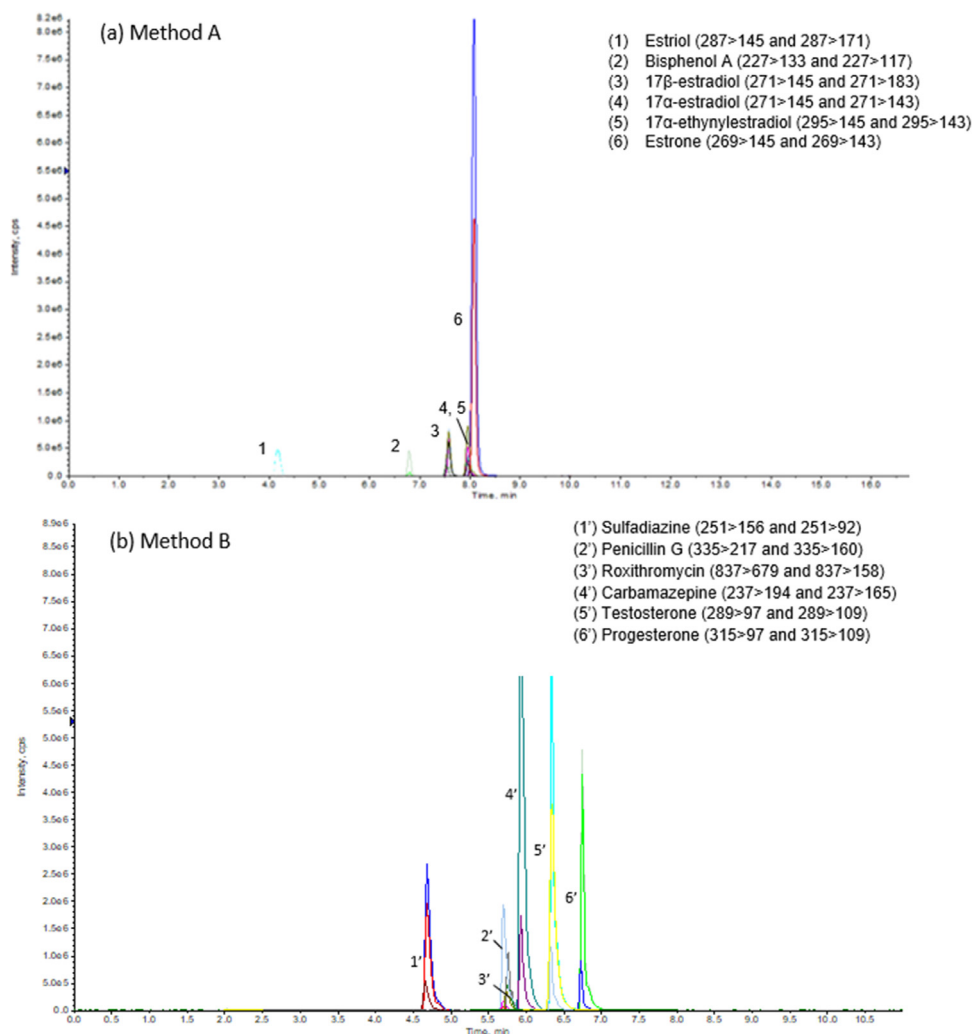 (a) Method A
(1) Estriol (287>145 and 287>171)
(2) Bisphenol A (227>133 and 227>117)
(3) 17β-estradiol (271>145 and 271>183)
(4) 17α-estradiol (271>145 and 271>143)
(5) 17α-ethynylestradiol (295>145 and 295>143)
(6) Estrone (269>145 and 269>143)
8.2e6
8.0e6
7.5e6
7.0e6
6.5e6
6.0e6
5.5e6
5.0e6
4.5e6
4.0e6
3.5e6
3.0e6
2.5e6
2.0e6
1.5e6
1.0e6
5.0e5
0.0
Intensity, cps
1
2
3
4, 5
6
0.0 1.0 2.0 3.0 4.0 5.0 6.0 7.0 8.0 9.0 10.0 11.0 12.0 13.0 14.0 15.0 16.0
Time, min
(b) Method B
(1') Sulfadiazine (251>156 and 251>92)
(2') Penicillin G (335>217 and 335>160)
(3') Roxithromycin (837>679 and 837>158)
(4') Carbamazepine (237>194 and 237>165)
(5') Testosterone (289>97 and 289>109)
(6') Progesterone (315>97 and 315>109)
8.9e6
8.5e6
8.0e6
7.5e6
7.0e6
6.5e6
6.0e6
5.5e6
5.0e6
4.5e6
4.0e6
3.5e6
3.0e6
2.5e6
2.0e6
1.5e6
1.0e6
5.0e5
0.0
Intensity, cps
1'
2'
3'
4'
5'
6'
0.0 0.5 1.0 1.5 2.0 2.5 3.0 3.5 4.0 4.5 5.0 5.5 6.0 6.5 7.0 7.5 8.0 8.5 9.0 9.5 10.0 10.5
Time, min